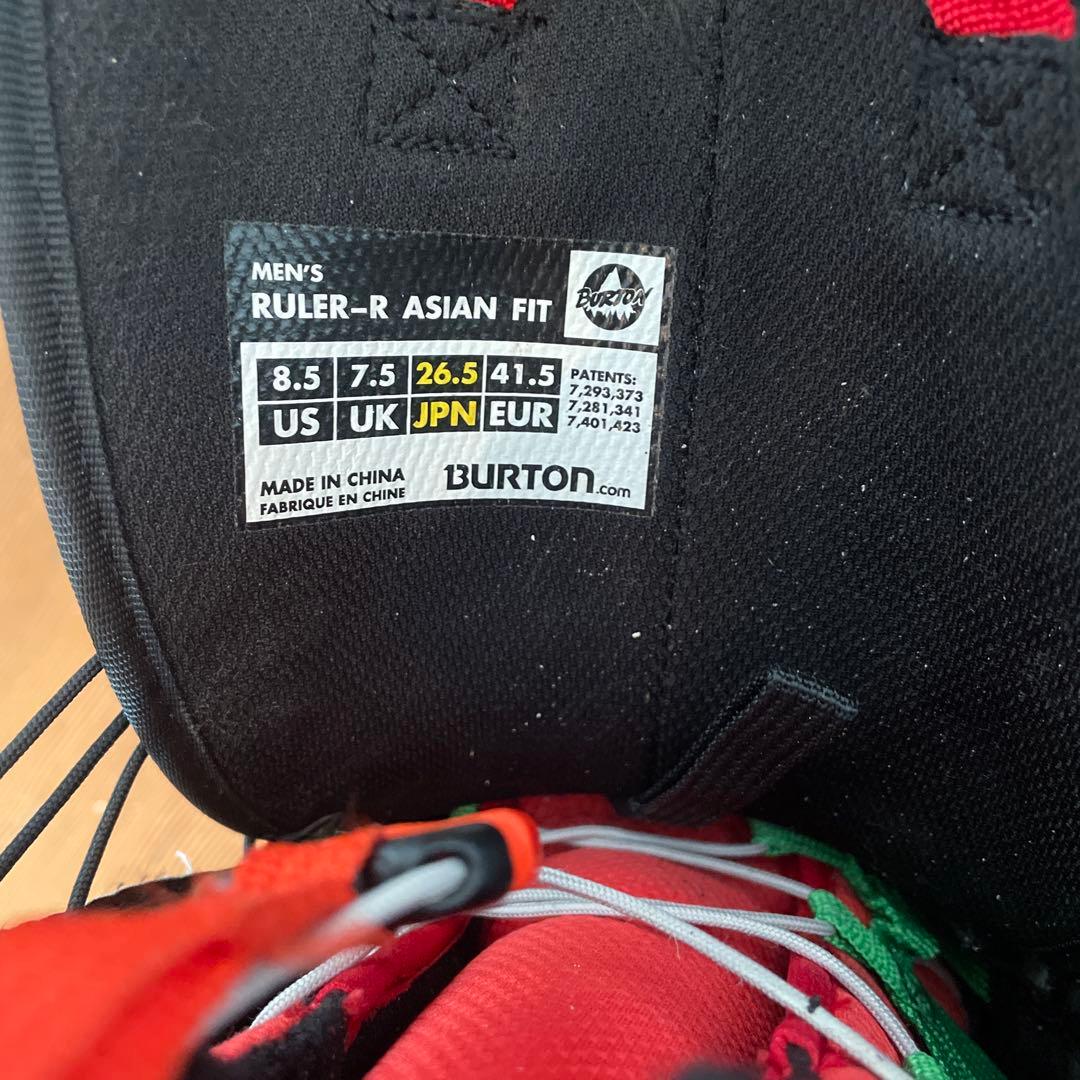 MEN'S
RULER-R ASIAN FIT
BURTON
8.5 7.5 26.5 41.5
US UK JPN EUR
PATENTS:
7,293,373
7,281,341
7,401,423
MADE IN CHINA
FABRIQUE EN CHINE
BURTON.com